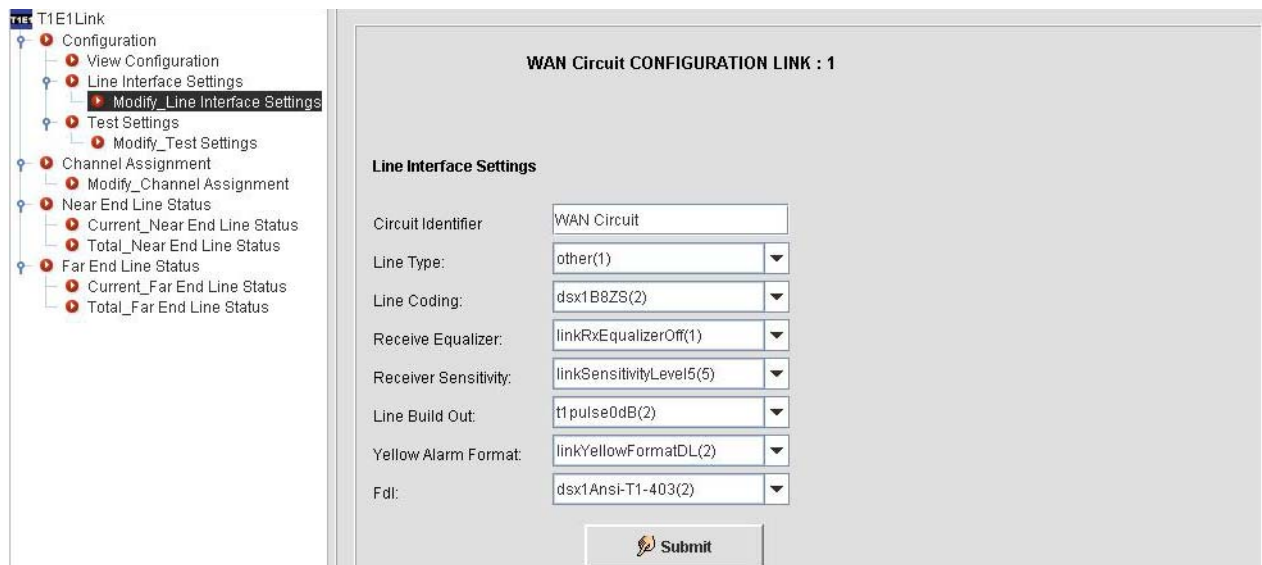 T1E1
T1E1Link
Configuration
View Configuration
Line Interface Settings
Modify_Line Interface Settings
Test Settings
Modify_Test Settings
Channel Assignment
Modify_Channel Assignment
Near End Line Status
Current_Near End Line Status
Total_Near End Line Status
Far End Line Status
Current_Far End Line Status
Total_Far End Line Status
WAN Circuit CONFIGURATION LINK : 1
Line Interface Settings
Circuit Identifier WAN Circuit
Line Type: other(1)
Line Coding: dsx1B8ZS(2)
Receive Equalizer: linkRxEqualizerOff(1)
Receiver Sensitivity: linkSensitivityLevel5(5)
Line Build Out: t1pulse0dB(2)
Yellow Alarm Format: linkYellowFormatDL(2)
Fdl: dsx1Ansi-T1-403(2)
Submit